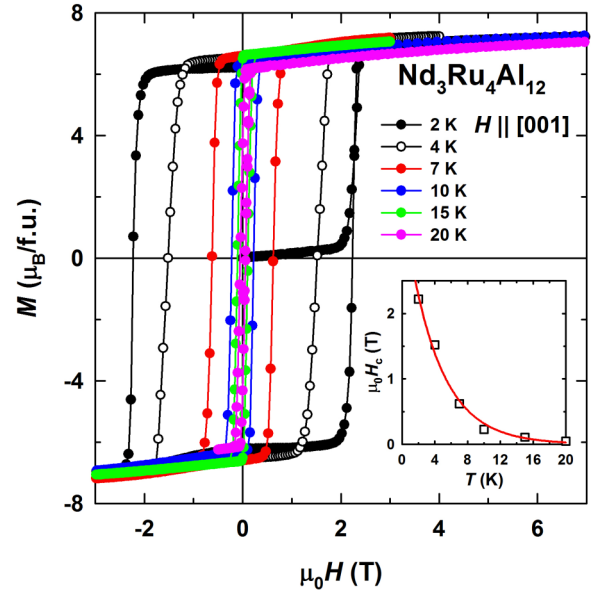 Nd3Ru4Al12
H || [001]
2 K
4 K
7 K
10 K
15 K
20 K
8
4
0
-4
-8
M (μB/f.u.)
-2
0
2
4
6
μ0H (T)
2
1
0
μ0Hc (T)
0
4
8
12
16
20
T (K)